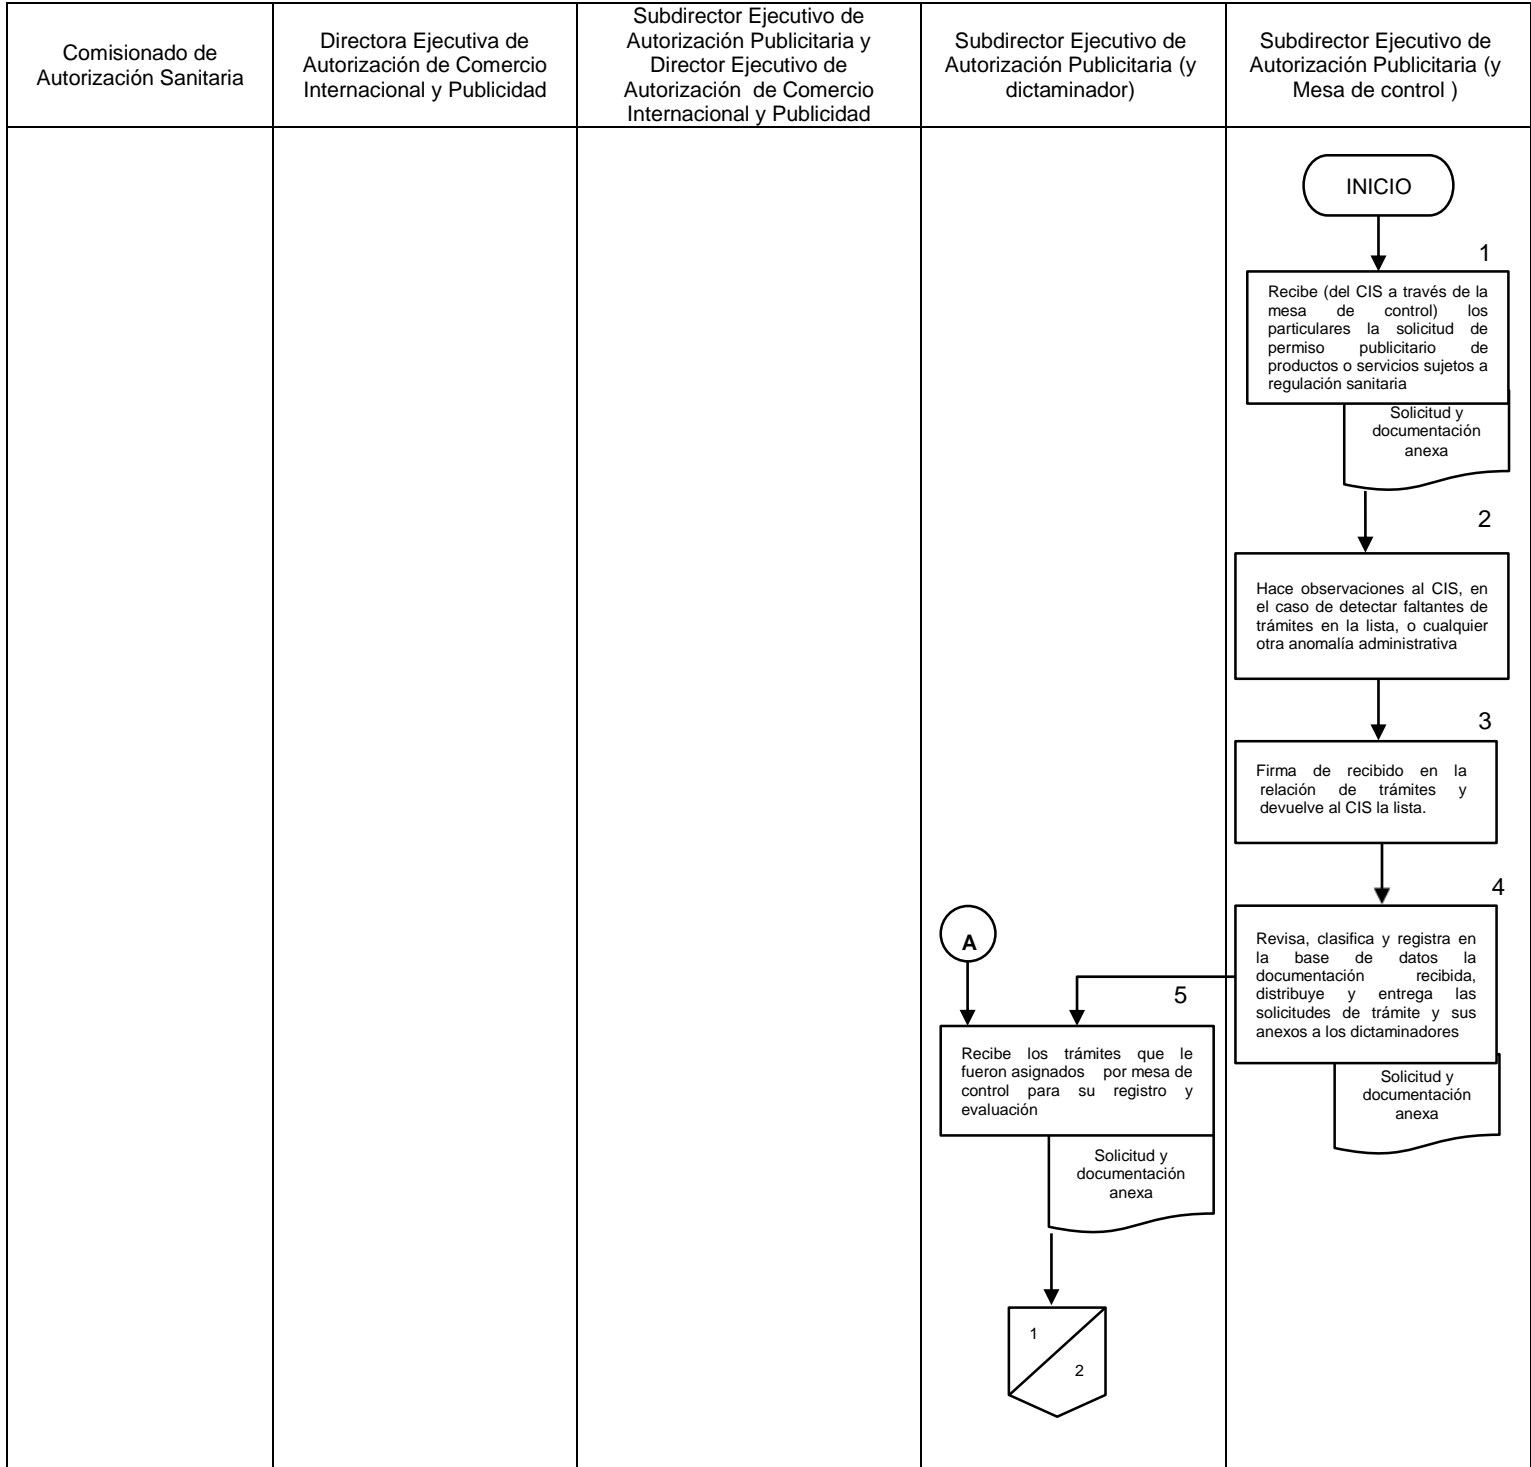 Comisionado de
Autorización Sanitaria
Directora Ejecutiva de
Autorización de Comercio
Internacional y Publicidad
Subdirector Ejecutivo de
Autorización Publicitaria y
Director Ejecutivo de
Autorización de Comercio
Internacional y Publicidad
Subdirector Ejecutivo de
Autorización Publicitaria (y
dictaminador)
Subdirector Ejecutivo de
Autorización Publicitaria (y
Mesa de control )
INICIO
1
Recibe (del CIS a través de la
mesa de control) los
particulares la solicitud de
permiso publicitario de
productos o servicios sujetos a
regulación sanitaria
Solicitud y
documentación
anexa
2
Hace observaciones al CIS, en
el caso de detectar faltantes de
trámites en la lista, o cualquier
otra anomalía administrativa
3
Firma de recibido en la
relación de trámites y
devuelve al CIS la lista.
4
Revisa, clasifica y registra en
la base de datos la
documentación recibida,
distribuye y entrega las
solicitudes de trámite y sus
anexos a los dictaminadores
Solicitud y
documentación
anexa
A
5
Recibe los trámites que le
fueron asignados por mesa de
control para su registro y
evaluación
Solicitud y
documentación
anexa
1
2